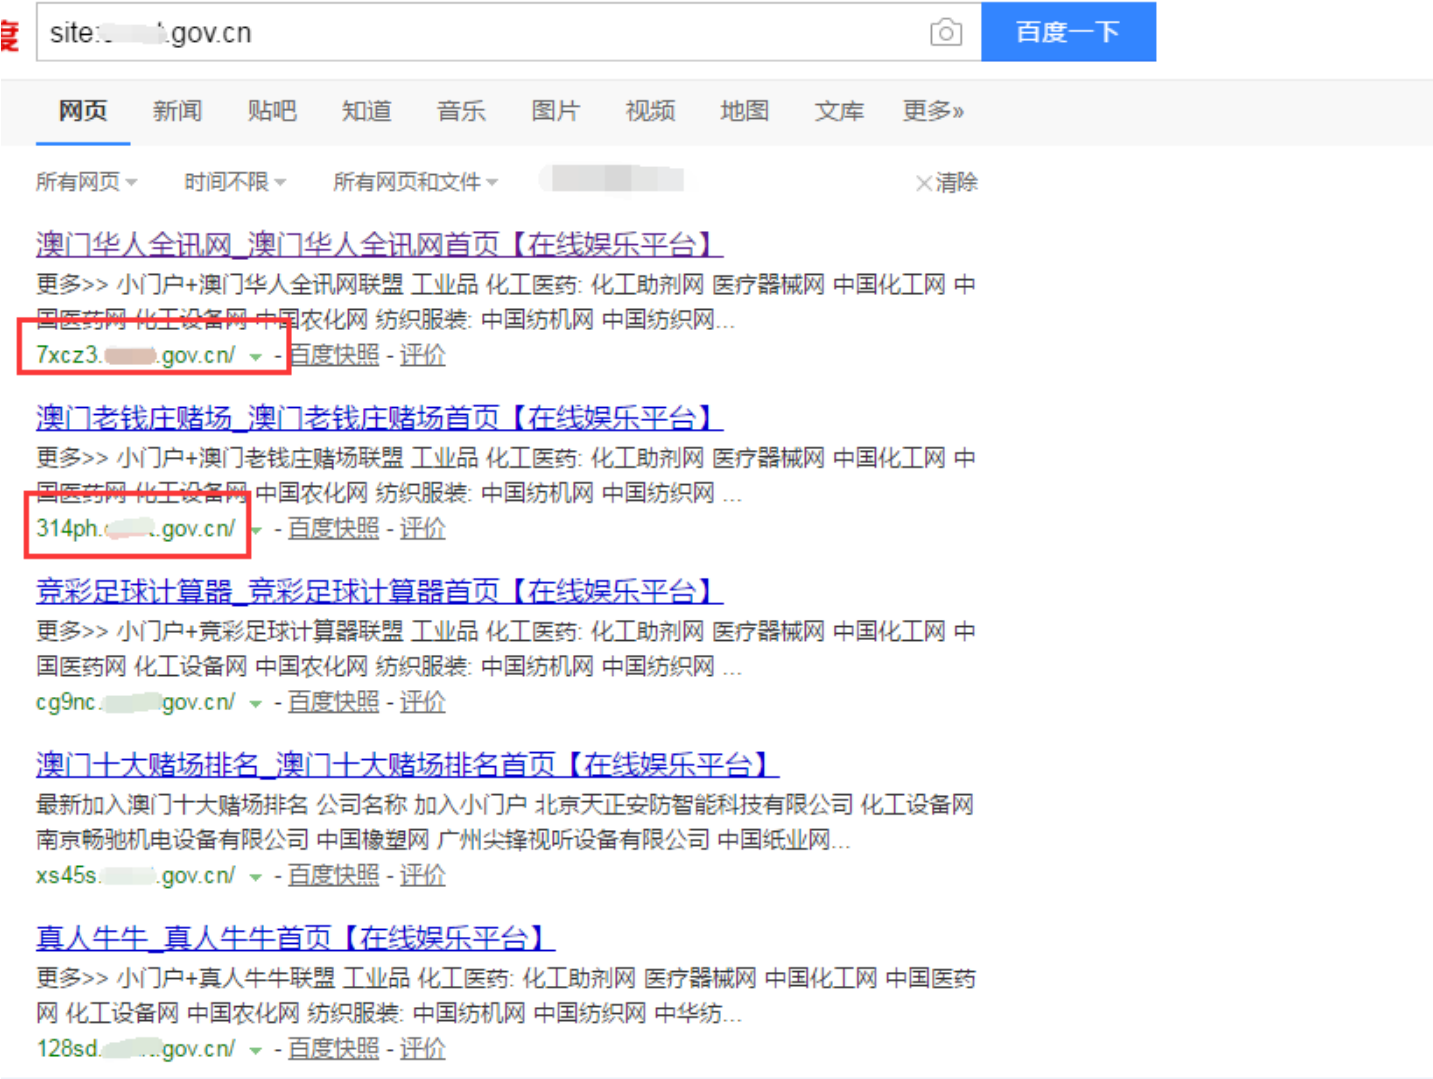 度 site: .gov.cn 百度一下
网页 新闻 贴吧 知道 音乐 图片 视频 地图 文库 更多»
所有网页 时间不限 所有网页和文件 ×清除
澳门华人全讯网_澳门华人全讯网首页【在线娱乐平台】
更多>> 小门户+澳门华人全讯网联盟 工业品 化工医药: 化工助剂网 医疗器械网 中国化工网 中
国医药网 化工设备网 中国农化网 纺织服装: 中国纺机网 中国纺织网...
7xcz3. .gov.cn/ - 百度快照 - 评价
澳门老钱庄赌场_澳门老钱庄赌场首页【在线娱乐平台】
更多>> 小门户+澳门老钱庄赌场联盟 工业品 化工医药: 化工助剂网 医疗器械网 中国化工网 中
国医药网 化工设备网 中国农化网 纺织服装: 中国纺机网 中国纺织网 ...
314ph. .gov.cn/ - 百度快照 - 评价
竞彩足球计算器_竞彩足球计算器首页【在线娱乐平台】
更多>> 小门户+竞彩足球计算器联盟 工业品 化工医药: 化工助剂网 医疗器械网 中国化工网 中
国医药网 化工设备网 中国农化网 纺织服装: 中国纺机网 中国纺织网 ...
cg9nc. gov.cn/ - 百度快照 - 评价
澳门十大赌场排名_澳门十大赌场排名首页【在线娱乐平台】
最新加入澳门十大赌场排名 公司名称 加入小门户 北京天正安防智能科技有限公司 化工设备网
南京畅驰机电设备有限公司 中国橡塑网 广州尖锋视听设备有限公司 中国纸业网...
xs45s. .gov.cn/ - 百度快照 - 评价
真人牛牛_真人牛牛首页【在线娱乐平台】
更多>> 小门户+真人牛牛联盟 工业品 化工医药: 化工助剂网 医疗器械网 中国化工网 中国医药
网 化工设备网 中国农化网 纺织服装: 中国纺机网 中国纺织网 中华纺...
128sd. gov.cn/ - 百度快照 - 评价